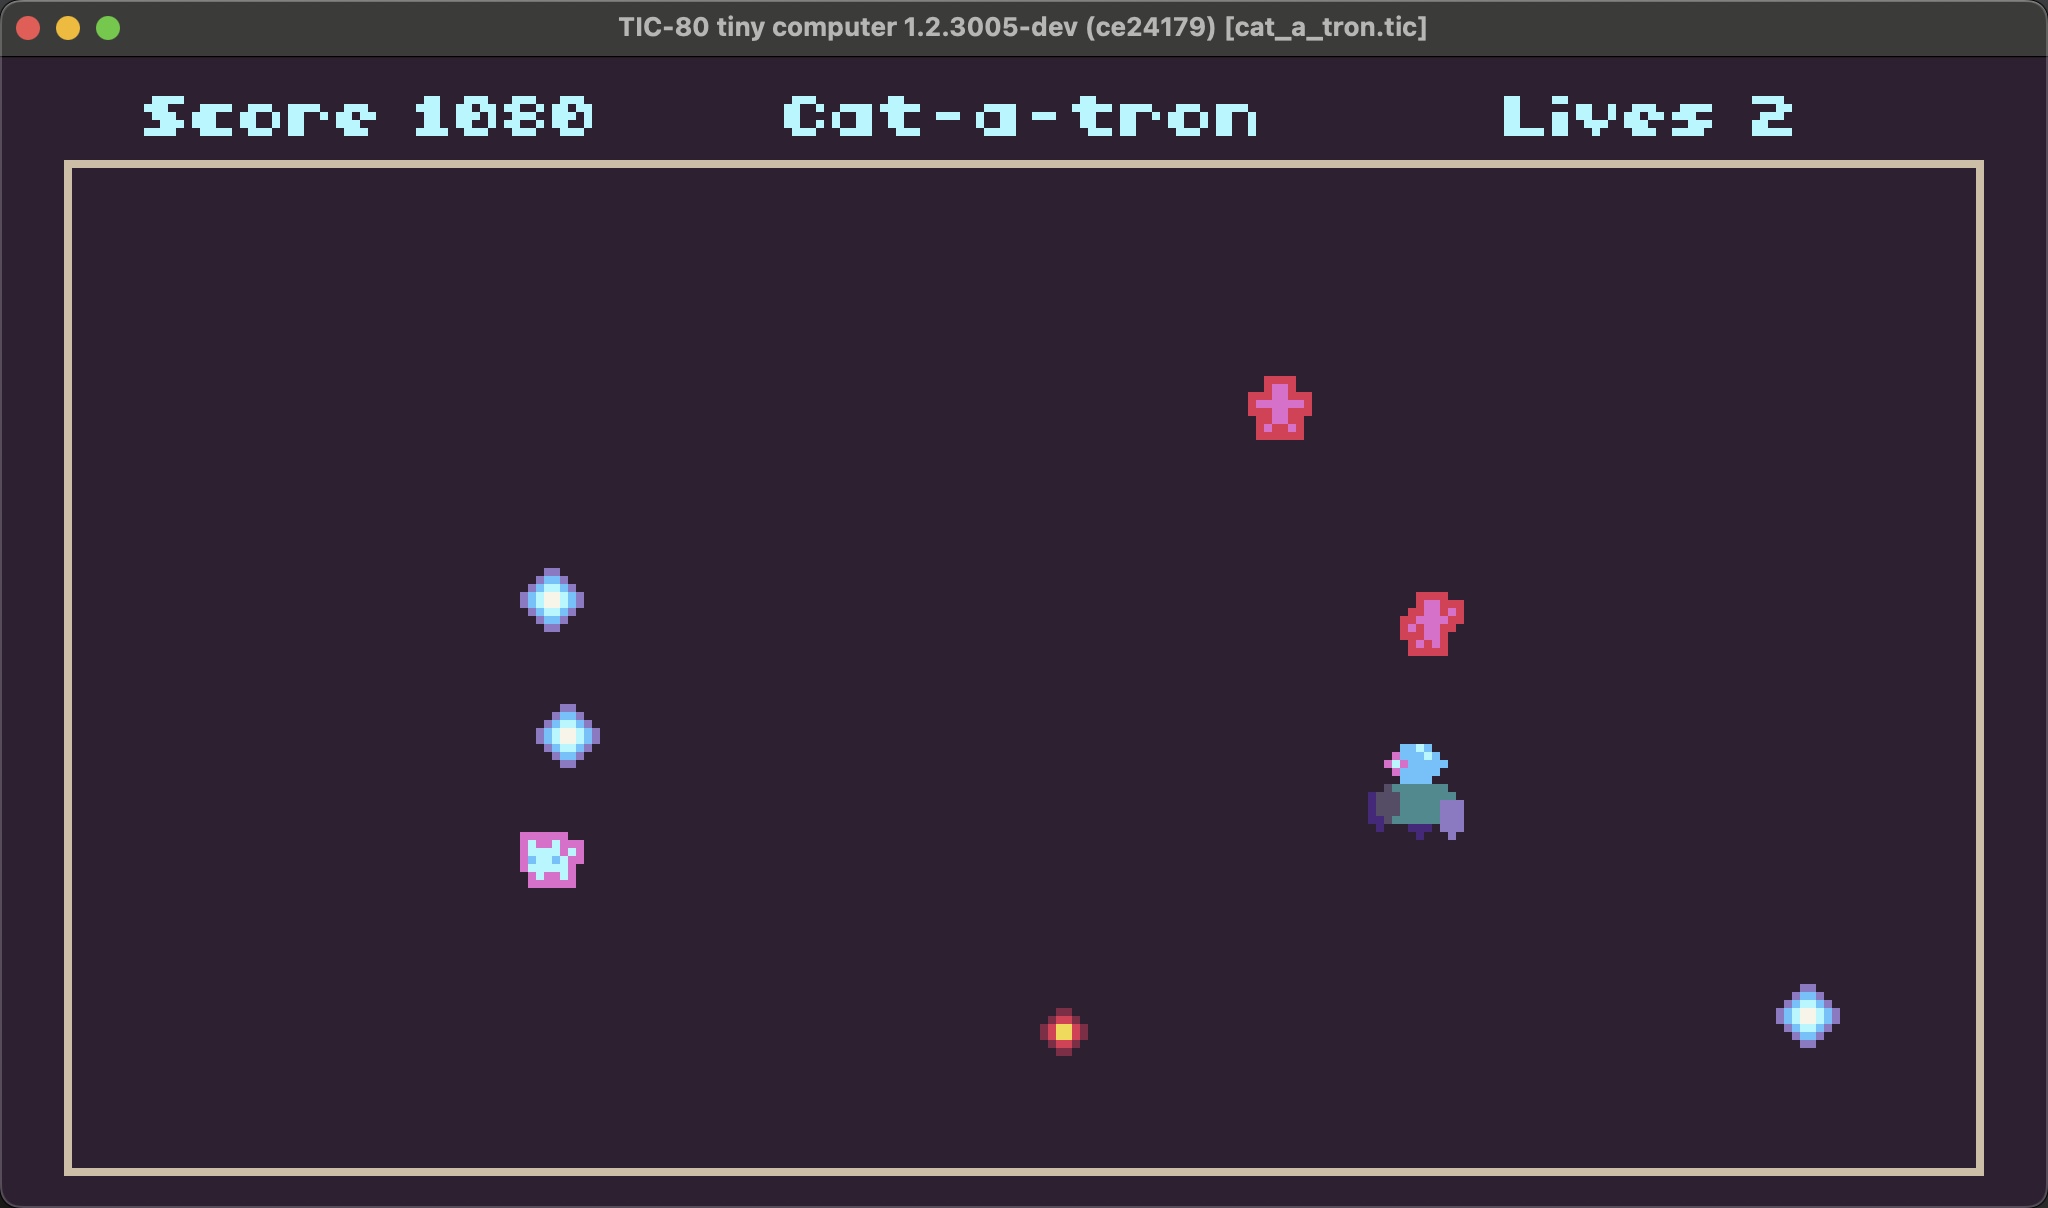 TIC-80 tiny computer 1.2.3005-dev (ce24179) [cat_a_tron.tic]
Score 1080 Cat-a-tron Lives 2